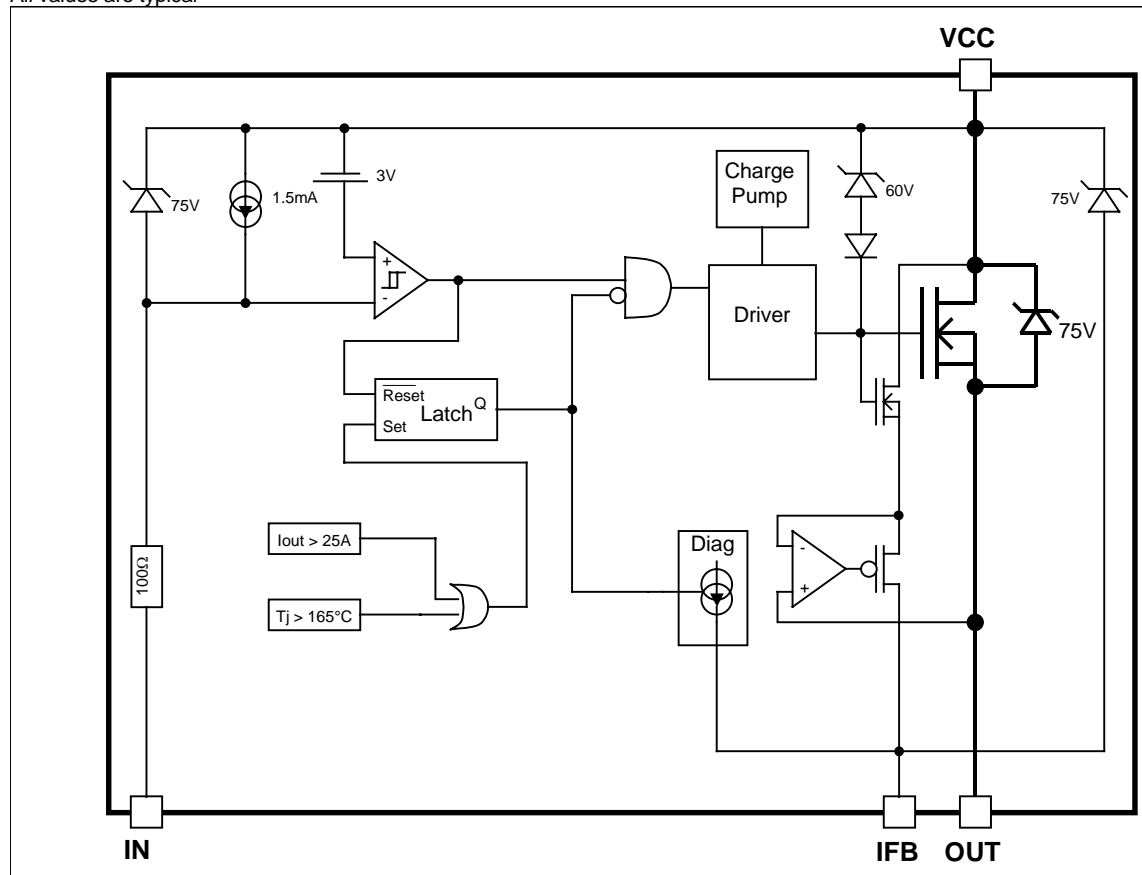 All values are typical
VCC
75V
1.5mA
3V
Charge
Pump
60V
75V
+
-
Driver
75V
Reset
Latch
Q
Set
Iout > 25A
Tj > 165°C
Diag
-
+
100Ω
IN
IFB
OUT